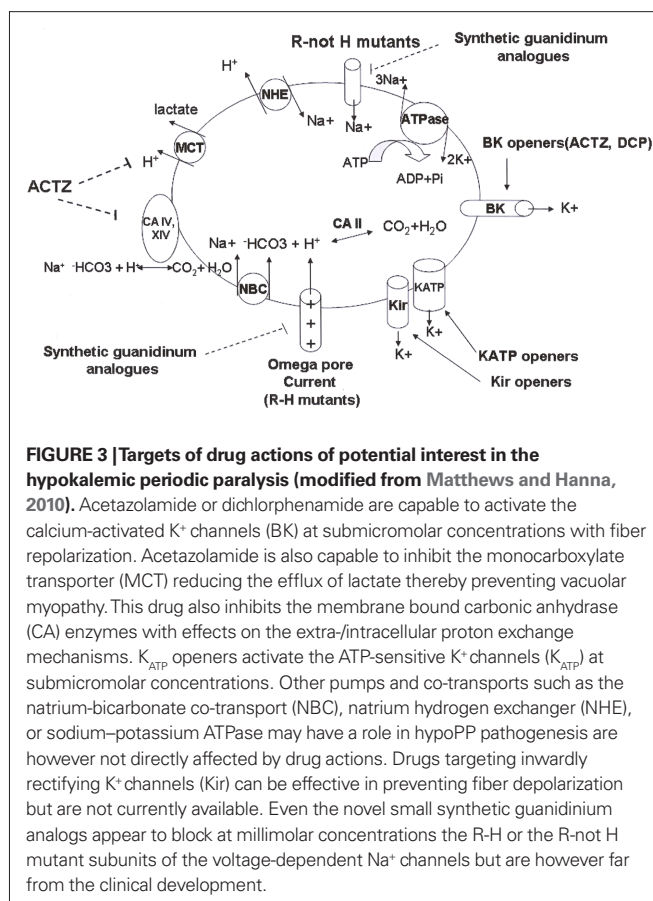 R-not H mutants
Synthetic guanidinum
analogues
H+
NHE
3Na+
lactate
Na+
Na+
ATPase
MCT
H+
ATP
2K+
ADP+Pi
BK openers(ACTZ, DCP)
ACTZ
BK
K+
CA IV,
XIV
CA II
Na+ -HCO3 + H+
CO2+H2O
Na+ -HCO3 + H+
CO2+H2O
NBC
KATP
Kir
+
+
+
K+
K+
Synthetic guanidinum
analogues
Omega pore
Current
(R-H mutants)
KATP openers
Kir openers
FIGURE 3 | Targets of drug actions of potential interest in the
hypokalemic periodic paralysis (modified from Matthews and Hanna,
2010). Acetazolamide or dichlorphenamide are capable to activate the
calcium-activated K+ channels (BK) at submicromolar concentrations with fiber
repolarization. Acetazolamide is also capable to inhibit the monocarboxylate
transporter (MCT) reducing the efflux of lactate thereby preventing vacuolar
myopathy. This drug also inhibits the membrane bound carbonic anhydrase
(CA) enzymes with effects on the extra-/intracellular proton exchange
mechanisms. KATP openers activate the ATP-sensitive K+ channels (KATP) at
submicromolar concentrations. Other pumps and co-transports such as the
natrium-bicarbonate co-transport (NBC), natrium hydrogen exchanger (NHE),
or sodium–potassium ATPase may have a role in hypoPP pathogenesis are
however not directly affected by drug actions. Drugs targeting inwardly
rectifying K+ channels (Kir) can be effective in preventing fiber depolarization
but are not currently available. Even the novel small synthetic guanidinium
analogs appear to block at millimolar concentrations the R-H or the R-not H
mutant subunits of the voltage-dependent Na+ channels but are however far
from the clinical development.